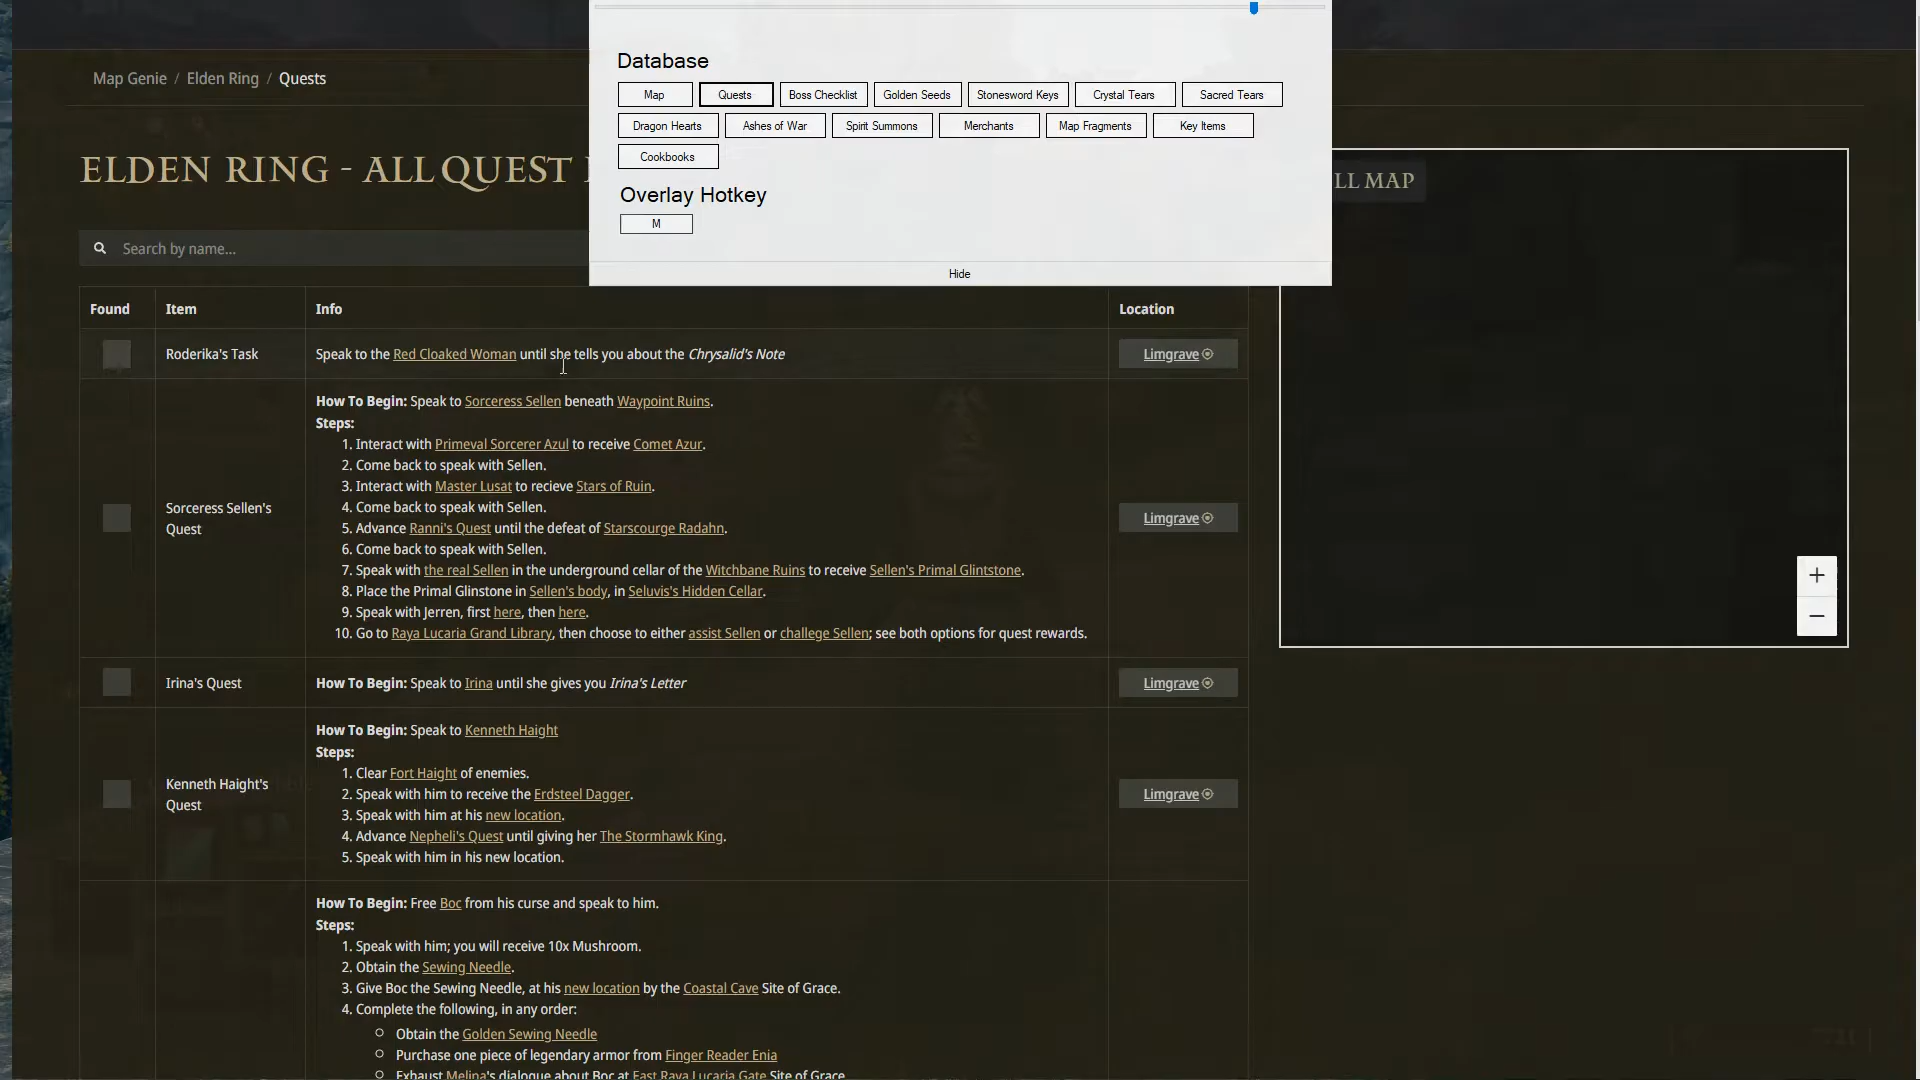 Database
Map Quests Boss Checklist Golden Seeds Stonesword Keys Crystal Tears Sacred Tears
Dragon Hearts Ashes of War Spirit Summons Merchants Map Fragments Key Items
Cookbooks
Overlay Hotkey
M
Hide
Map Genie / Elden Ring / Quests
ELDEN RING - ALL QUEST
LL MAP
Search by name...
Found Item Info Location
Roderika's Task
Speak to the Red Cloaked Woman until she tells you about the Chrysalid's Note
Limgrave
Sorceress Sellen's
Quest
How To Begin: Speak to Sorceress Sellen beneath Waypoint Ruins.
Steps:
1. Interact with Primeval Sorcerer Azul to receive Comet Azur.
2. Come back to speak with Sellen.
3. Interact with Master Lusat to recieve Stars of Ruin.
4. Come back to speak with Sellen.
5. Advance Ranni's Quest until the defeat of Starscourge Radahn.
6. Come back to speak with Sellen.
7. Speak with the real Sellen in the underground cellar of the Witchbane Ruins to receive Sellen's Primal Glintstone.
8. Place the Primal Glinstone in Sellen's body, in Seluvis's Hidden Cellar.
9. Speak with Jerren, first here, then here.
10. Go to Raya Lucaria Grand Library, then choose to either assist Sellen or challege Sellen; see both options for quest rewards.
Limgrave
Irina's Quest
How To Begin: Speak to Irina until she gives you Irina's Letter
Limgrave
Kenneth Haight's
Quest
How To Begin: Speak to Kenneth Haight
Steps:
1. Clear Fort Haight of enemies.
2. Speak with him to receive the Erdsteel Dagger.
3. Speak with him at his new location.
4. Advance Nepheli's Quest until giving her The Stormhawk King.
5. Speak with him in his new location.
Limgrave
How To Begin: Free Boc from his curse and speak to him.
Steps:
1. Speak with him; you will receive 10x Mushroom.
2. Obtain the Sewing Needle.
3. Give Boc the Sewing Needle, at his new location by the Coastal Cave Site of Grace.
4. Complete the following, in any order:
Obtain the Golden Sewing Needle
Purchase one piece of legendary armor from Finger Reader Enia
Exhaust Melina's dialogue about Boc at East Raya Lucaria Gate Site of Grace